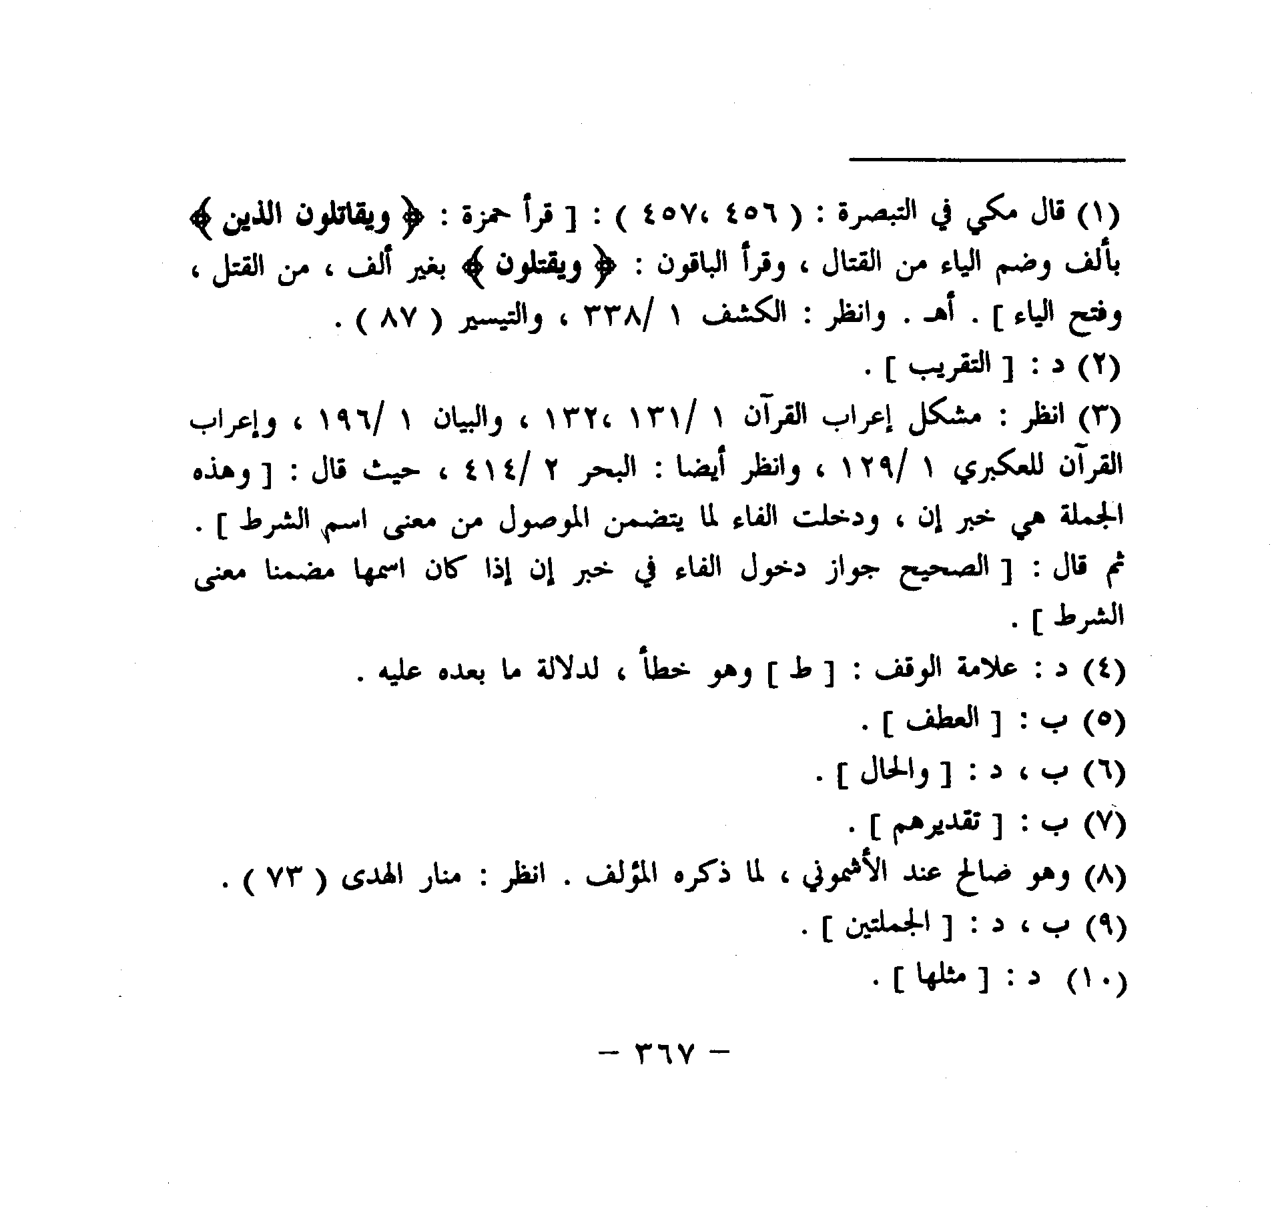 (١) قال مكي في التبصرة : ( ٤٥٦ ،٤٥٧ ) : [ قرأ حمزة : ﴿ ويقاتلون الذين ﴾
بألف وضم الياء من القتال ، وقرأ الباقون : ﴿ ويقتلون ﴾ بغير ألف ، من القتل ،
وفتح الياء ] . أهـ . وانظر : الكشف ١ /٣٣٨ ، والتيسير ( ٨٧ ) .
(٢) د : [ التقريب ] .
(٣) انظر : مشكل إعراب القرآن ١ /١٣١ ،١٣٢ ، والبيان ١ /١٩٦ ، وإعراب
القرآن للعكبري ١ /١٢٩ ، وانظر أيضا : البحر ٢ /٤١٤ ، حيث قال : [ وهذه
الجملة هي خبر إن ، ودخلت الفاء لما يتضمن الموصول من معنى اسم الشرط ] .
ثم قال : [ الصحيح جواز دخول الفاء في خبر إن إذا كان اسمها مضمنا معنى
الشرط ] .
(٤) د : علامة الوقف : [ ط ] وهو خطأ ، لدلالة ما بعده عليه .
(٥) ب : [ العطف ] .
(٦) ب ، د : [ والحال ] .
(٧) ب : [ تقديرهم ] .
(٨) وهو صالح عند الأشموني ، لما ذكره المؤلف . انظر : منار الهدى ( ٧٣ ) .
(٩) ب ، د : [ الجملتين ] .
(١٠) د : [ مثلها ] .
– ٣٦٧ –